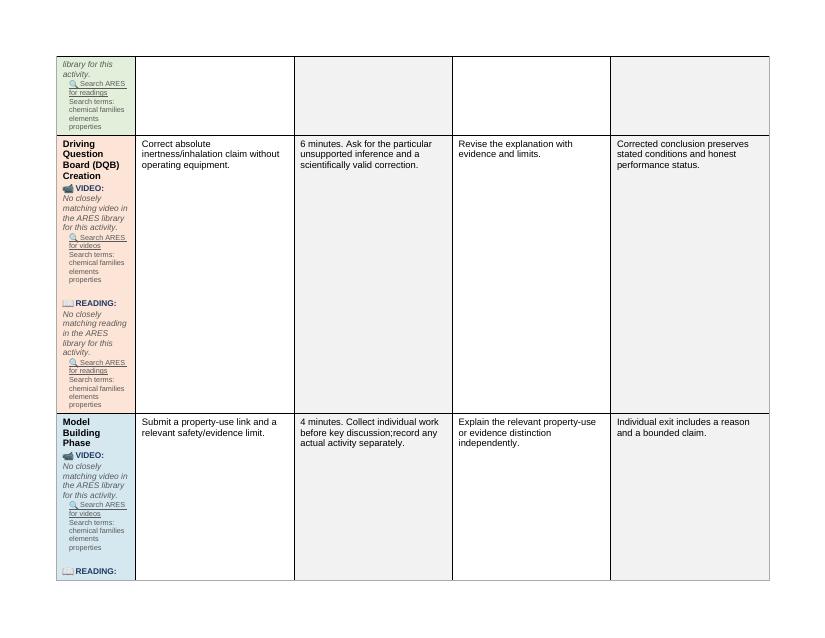 library for this
activity.
🔍 Search ARES
for readings
Search terms:
chemical families
elements
properties
Driving
Question
Board (DQB)
Creation
📹 VIDEO:
No closely
matching video in
the ARES library
for this activity.
🔍 Search ARES
for videos
Search terms:
chemical families
elements
properties
📖 READING:
No closely
matching reading
in the ARES
library for this
activity.
🔍 Search ARES
for readings
Search terms:
chemical families
elements
properties
Correct absolute
inertness/inhalation claim without
operating equipment.
6 minutes. Ask for the particular
unsupported inference and a
scientifically valid correction.
Revise the explanation with
evidence and limits.
Corrected conclusion preserves
stated conditions and honest
performance status.
Model
Building
Phase
📹 VIDEO:
No closely
matching video in
the ARES library
for this activity.
🔍 Search ARES
for videos
Search terms:
chemical families
elements
properties
📖 READING:
Submit a property-use link and a
relevant safety/evidence limit.
4 minutes. Collect individual work
before key discussion;record any
actual activity separately.
Explain the relevant property-use
or evidence distinction
independently.
Individual exit includes a reason
and a bounded claim.